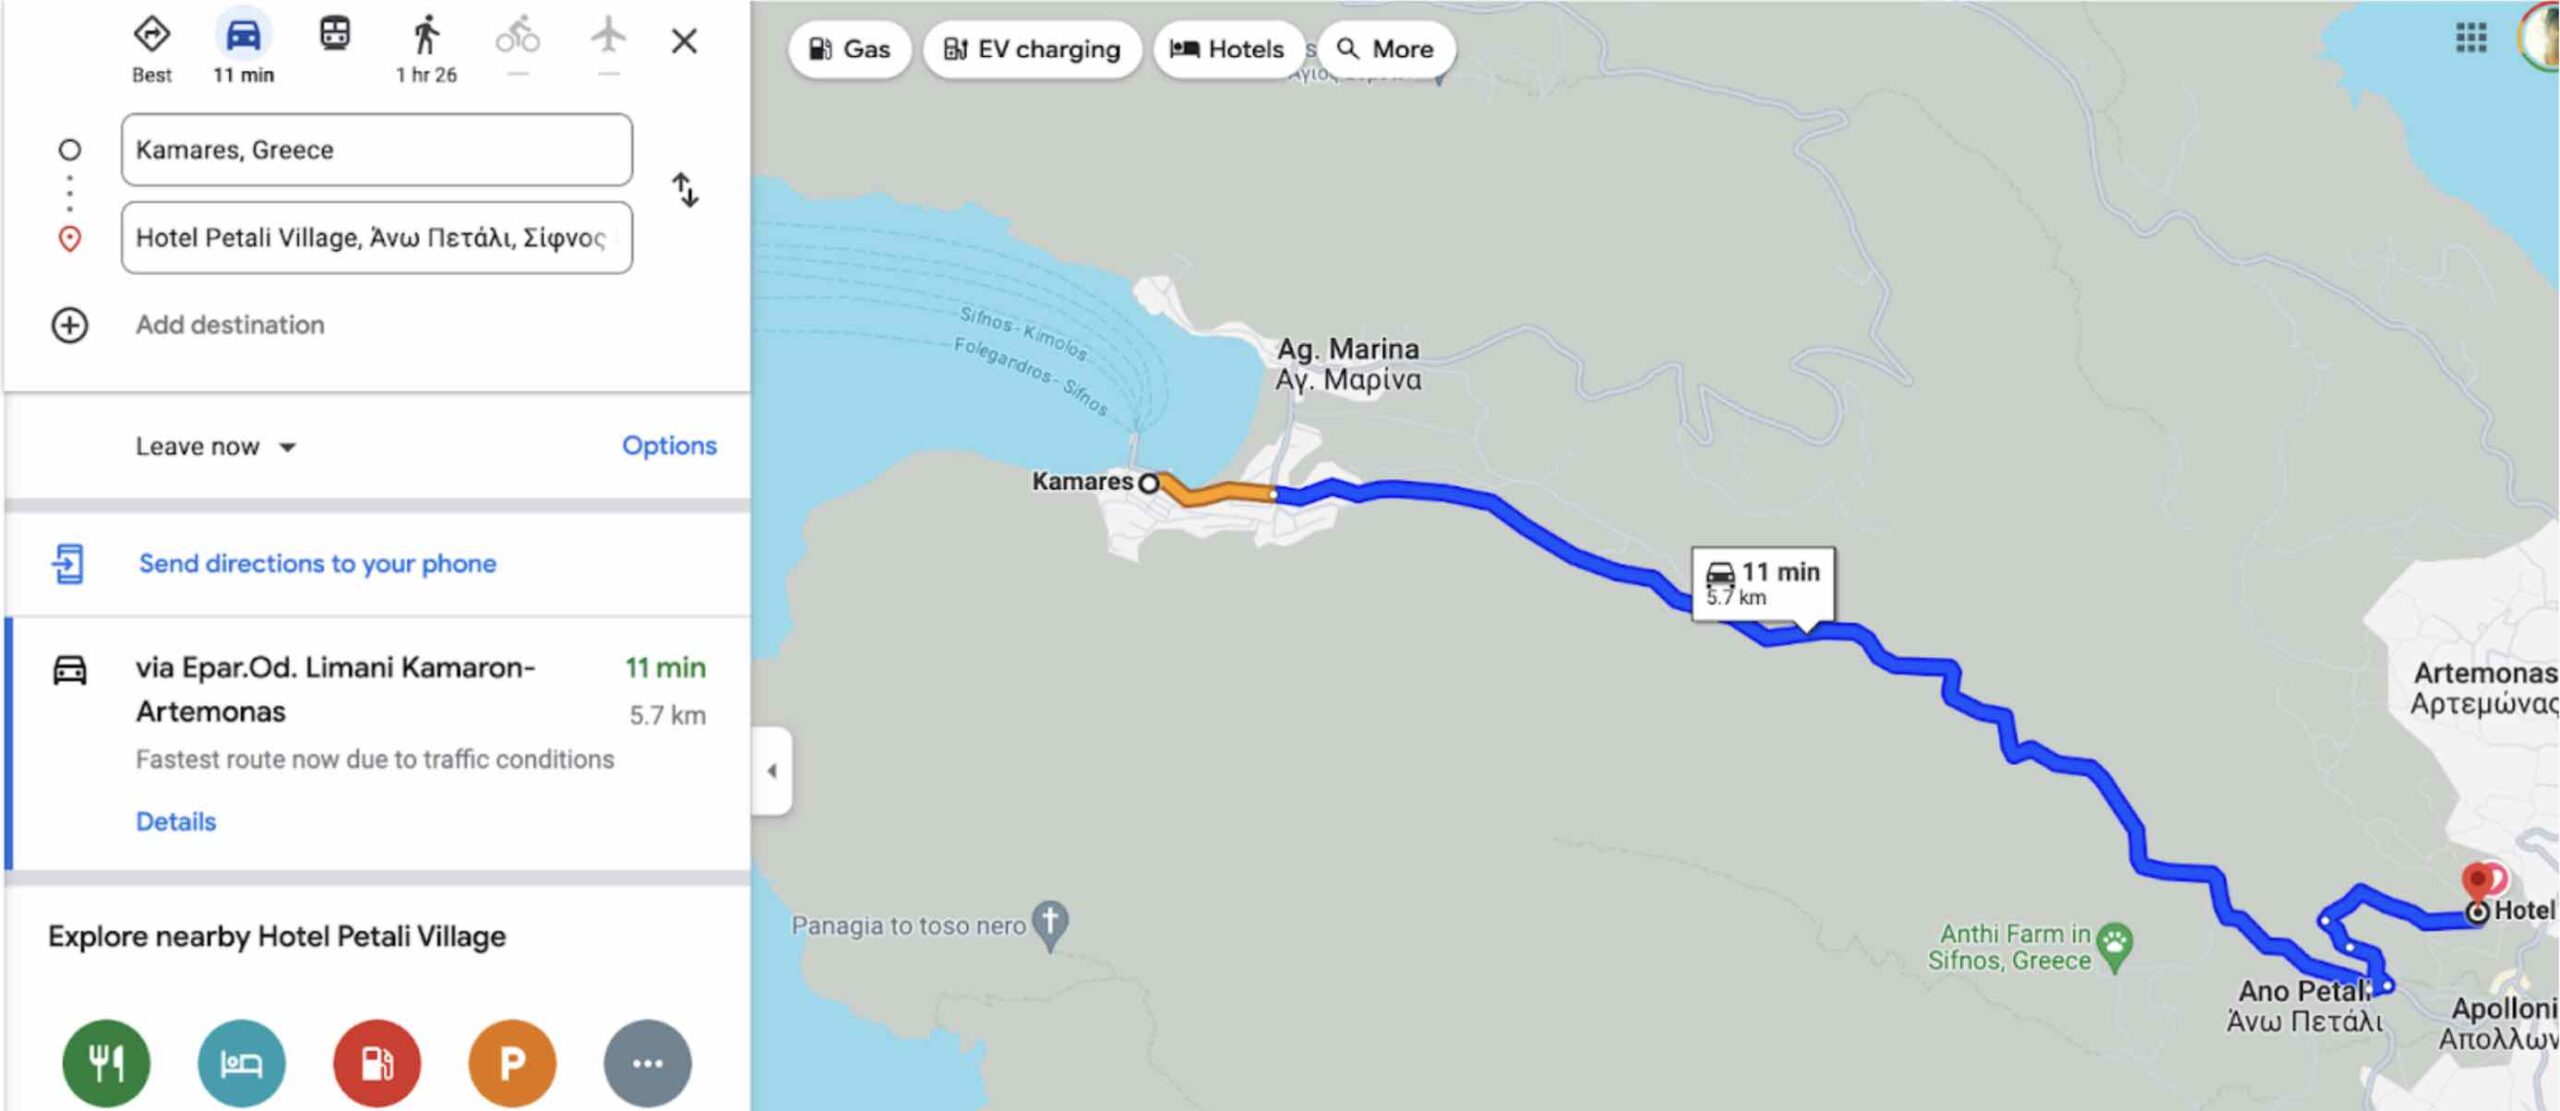 Best
11 min
1 hr 26
Kamares, Greece
Hotel Petali Village, Άνω Πετάλι, Σίφνος
Add destination
Leave now
Options
Send directions to your phone
via Epar.Od. Limani Kamaron-
Artemonas
11 min
5.7 km
Fastest route now due to traffic conditions
Details
Explore nearby Hotel Petali Village
P
Gas
EV charging
Hotels
More
Sifnos - Kimolos
Folegandros - Sifnos
Ag. Marina
Αγ. Μαρίνα
Kamares
11 min
5.7 km
Artemonas
Αρτεμώνας
Hotel
Panagia to toso nero
Anthi Farm in
Sifnos, Greece
Ano Petali
Άνω Πετάλι
Apolloni
Απολλων